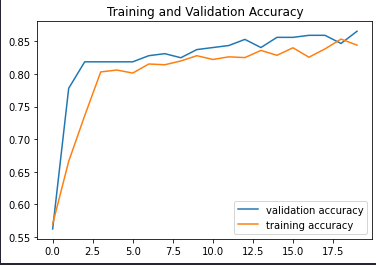 Training and Validation Accuracy
0.85
0.80
0.75
0.70
0.65
0.60
0.55
0.0 2.5 5.0 7.5 10.0 12.5 15.0 17.5
validation accuracy
training accuracy